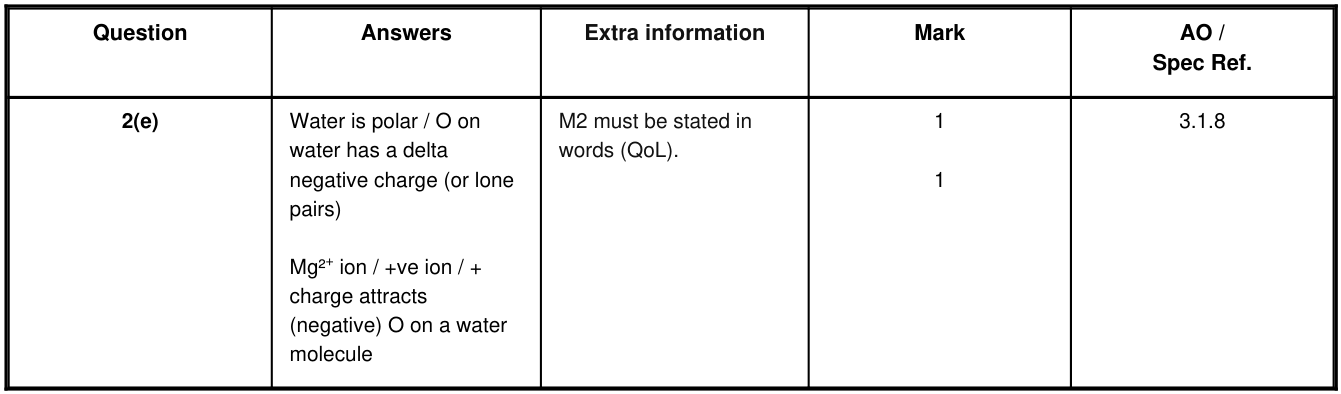 Question Answers Extra information Mark AO /
Spec Ref.
2(e) Water is polar / O on M2 must be stated in 1 3.1.8
water has a delta words (QoL).
negative charge (or lone 1
pairs)
Mg²⁺ ion / +ve ion / +
charge attracts
(negative) O on a water
molecule